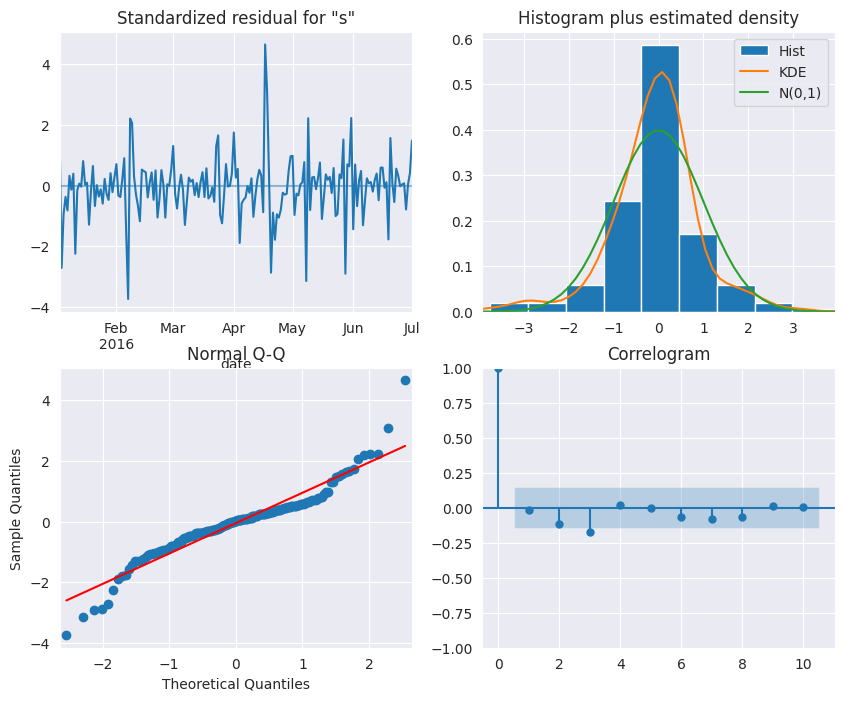 Standardized residual for "s"
4
2
0
−2
−4
Feb
2016
Mar
Apr
May
Jun
Jul
date
Histogram plus estimated density
0.6
0.5
0.4
0.3
0.2
0.1
0.0
−3
−2
−1
0
1
2
3
Hist
KDE
N(0,1)
Normal Q-Q
Sample Quantiles
4
2
0
−2
−4
−2
−1
0
1
2
Theoretical Quantiles
Correlogram
1.00
0.75
0.50
0.25
0.00
−0.25
−0.50
−0.75
−1.00
0
2
4
6
8
10